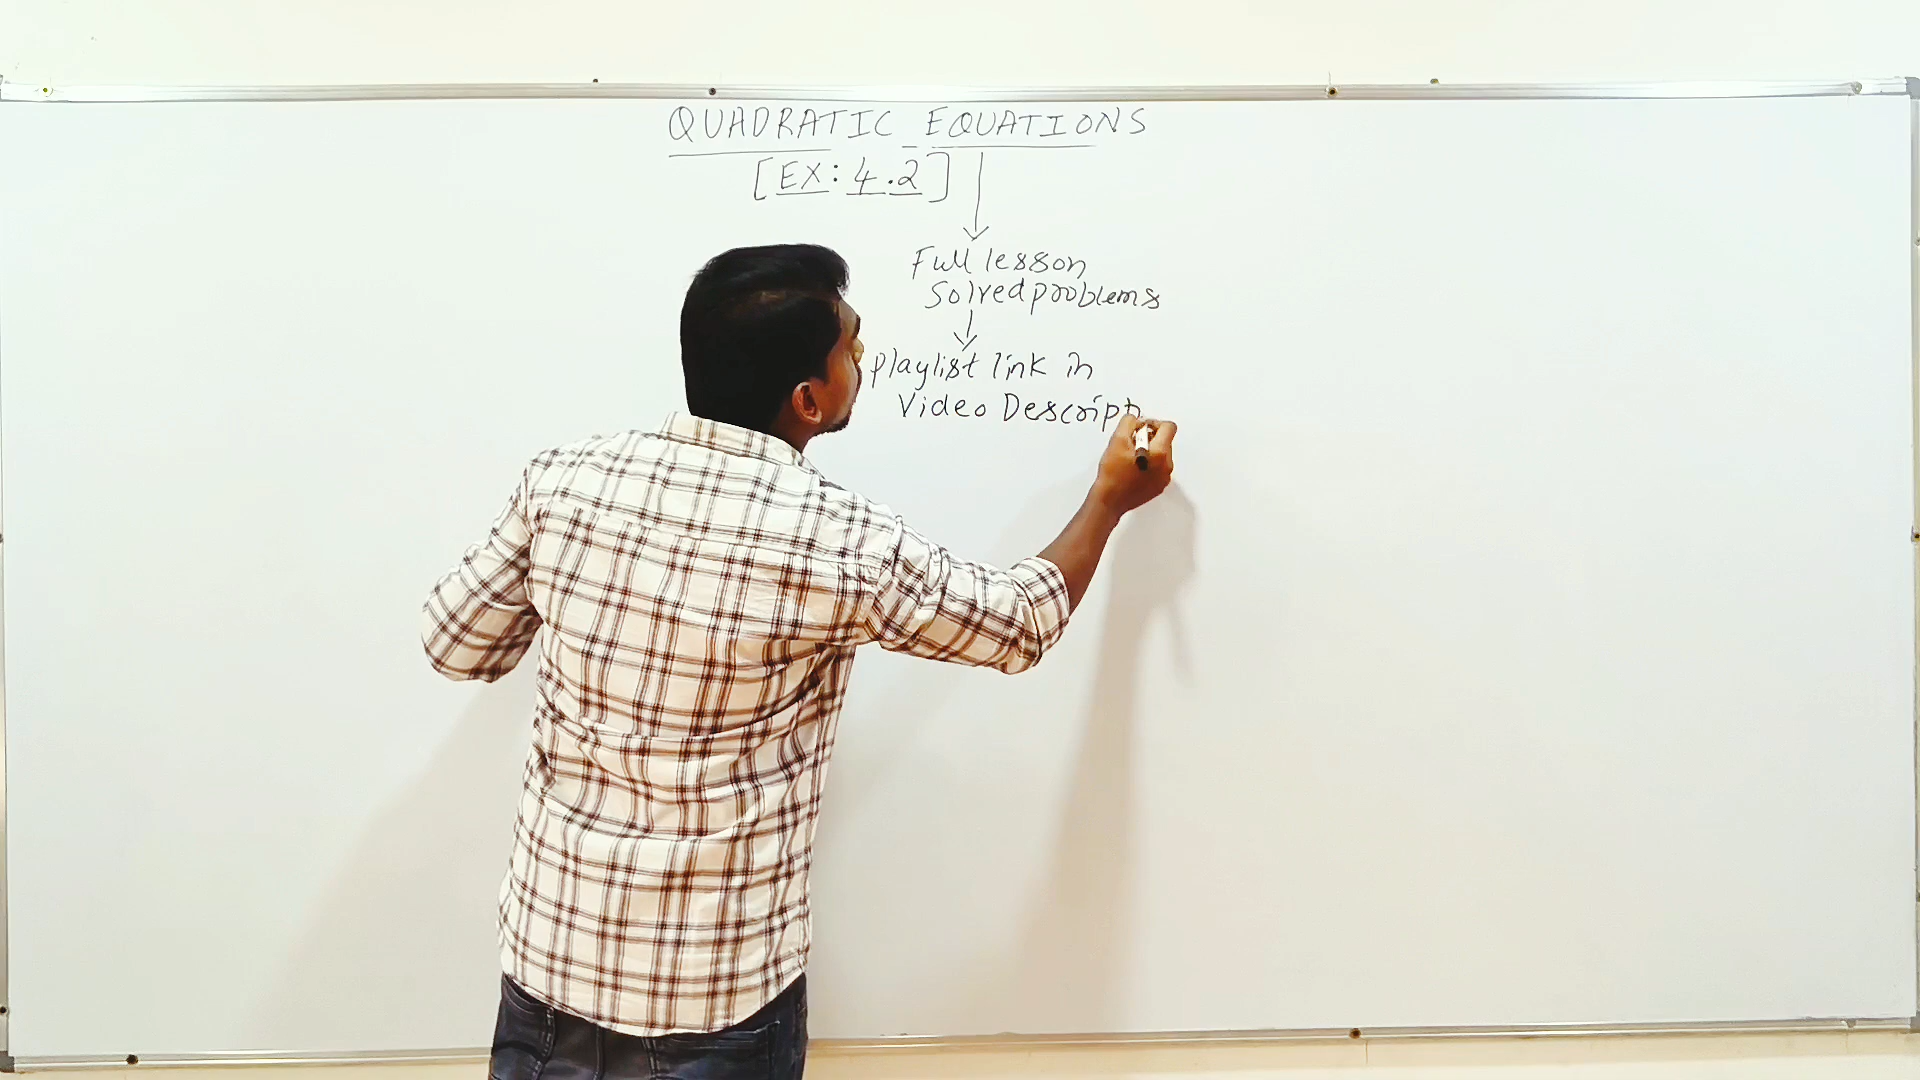 QUADRATIC EQUATIONS
[EX: 4.2]
Full lesson
Solved problems
playlist link in
Video Descript